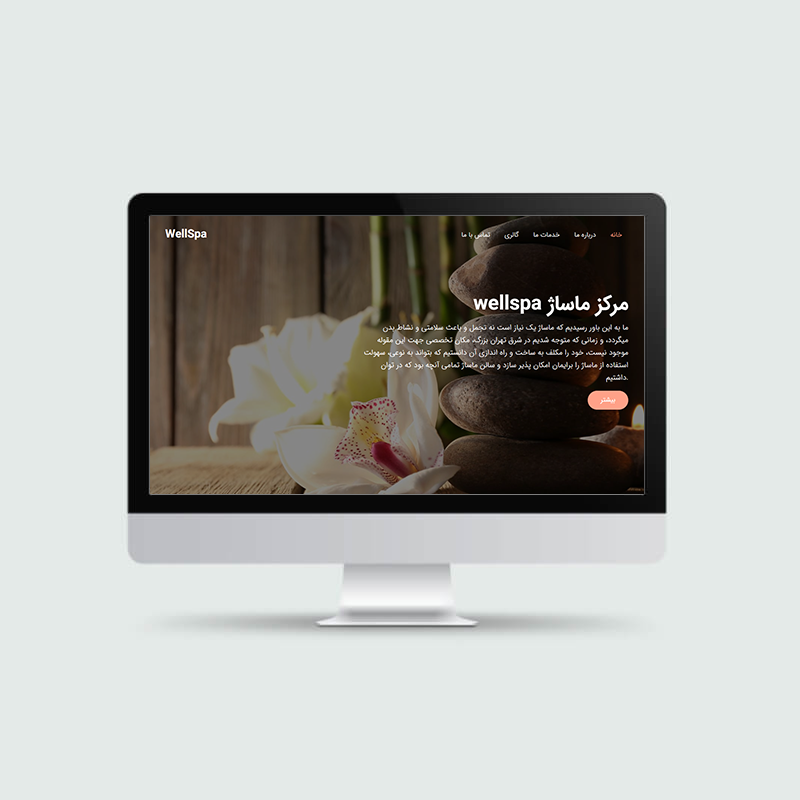 WellSpa
خانه درباره ما خدمات ما گالری تماس با ما
مرکز ماساژ wellspa
ما به این باور رسیدیم که ماساژ یک نیاز است نه تجمل و باعث سلامتی و نشاط بدن
میگردد، و زمانی که متوجه شدیم در شرق تهران بزرگ، مکان تخصصی جهت این مقوله
موجود نیست، خود را مکلف به ساخت و راه اندازی آن دانستیم که بتواند به نوعی، سهولت
استفاده از ماساژ را برایمان امکان پذیر سازد و سالن ماساژ تمامی آنچه بود که در توان
داشتیم.
بیشتر